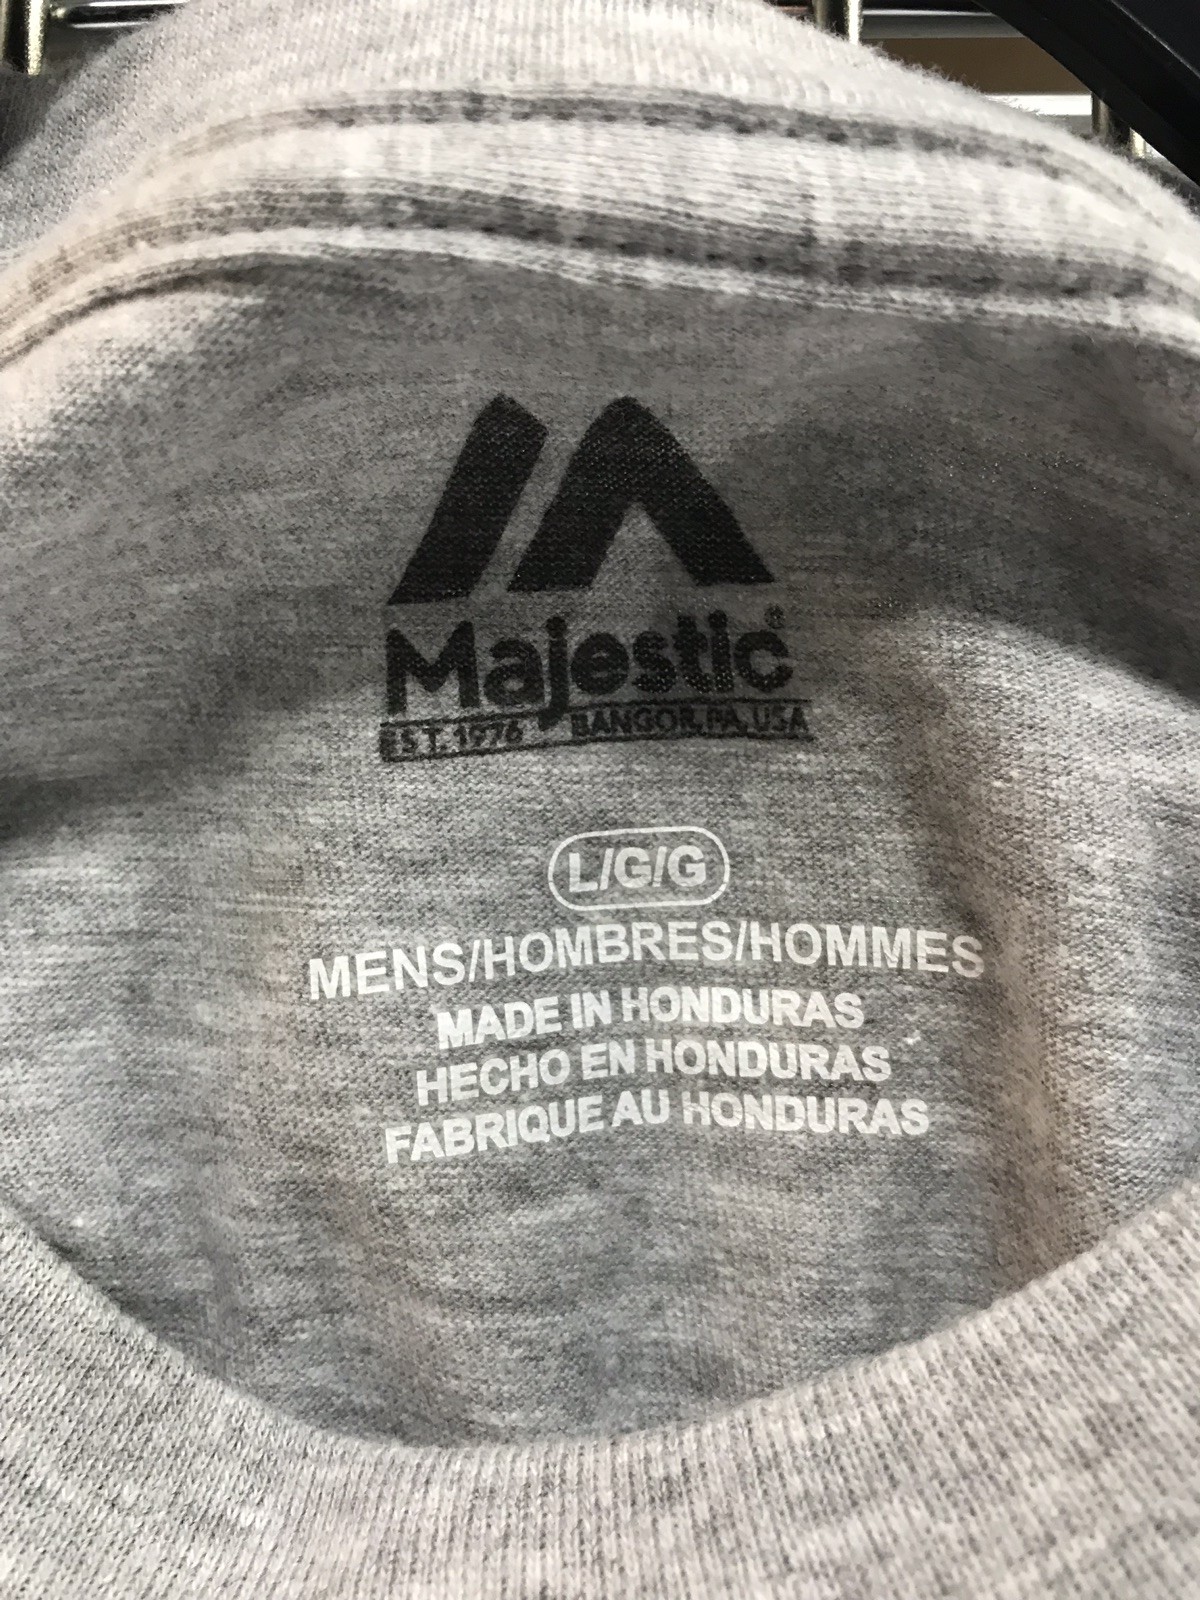 Majestic®
EST. 1976 BANGOR, PA, USA
L/G/G
MENS/HOMBRES/HOMMES
MADE IN HONDURAS
HECHO EN HONDURAS
FABRIQUE AU HONDURAS